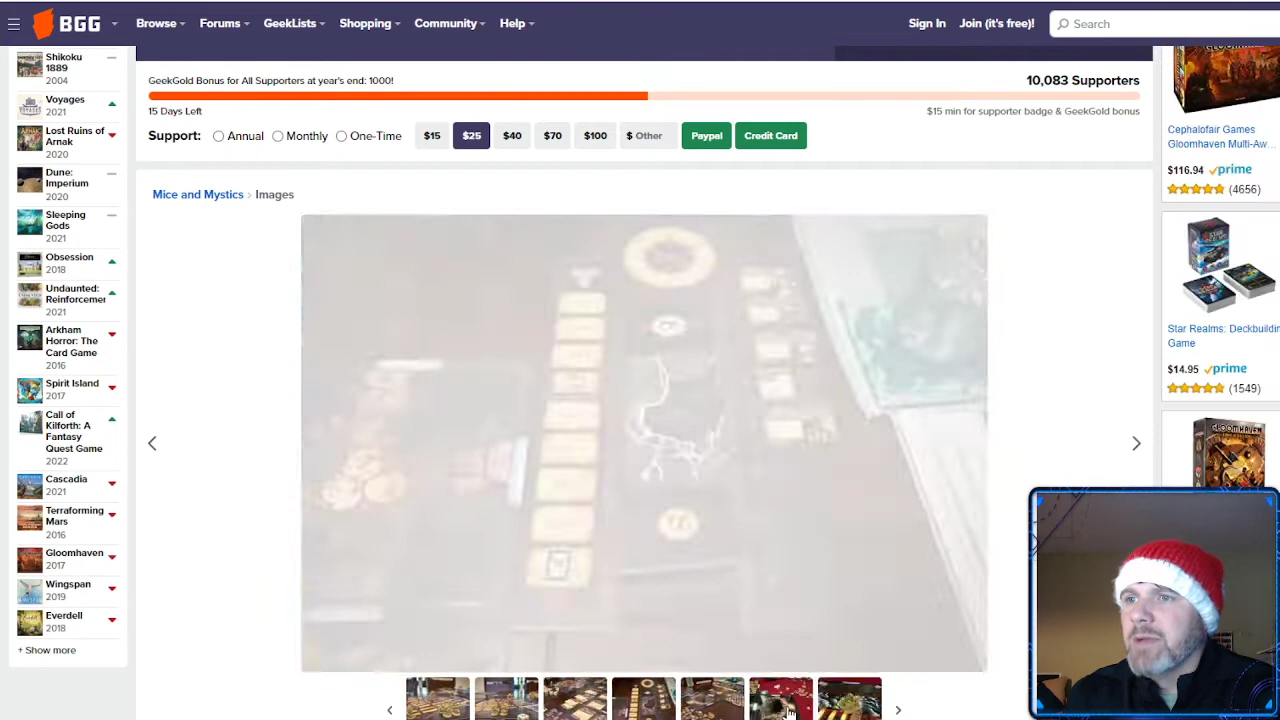 BGG
Browse
Forums
GeekLists
Shopping
Community
Help
Sign In
Join (it's free!)
Search
Shikoku
1889
2004
Voyages
2021
Lost Ruins of
Arnak
2020
Dune:
Imperium
2020
Sleeping
Gods
2021
Obsession
2018
Undaunted:
Reinforcemer
2021
Arkham
Horror: The
Card Game
2016
Spirit Island
2017
Call of
Kilforth: A
Fantasy
Quest Game
2022
Cascadia
2021
Terraforming
Mars
2016
Gloomhaven
2017
Wingspan
2019
Everdell
2018
+ Show more
GeekGold Bonus for All Supporters at year's end: 1000!
10,083 Supporters
15 Days Left
$15 min for supporter badge & GeekGold bonus
Support:
Annual
Monthly
One-Time
$15
$25
$40
$70
$100
$ Other
Paypal
Credit Card
Mice and Mystics > Images
Cephalofair Games
Gloomhaven Multi-Aw...
$116.94 prime
(4656)
STAR REALMS
Star Realms: Deckbuildin
Game
$14.95 prime
(1549)
GLOOMHAVEN